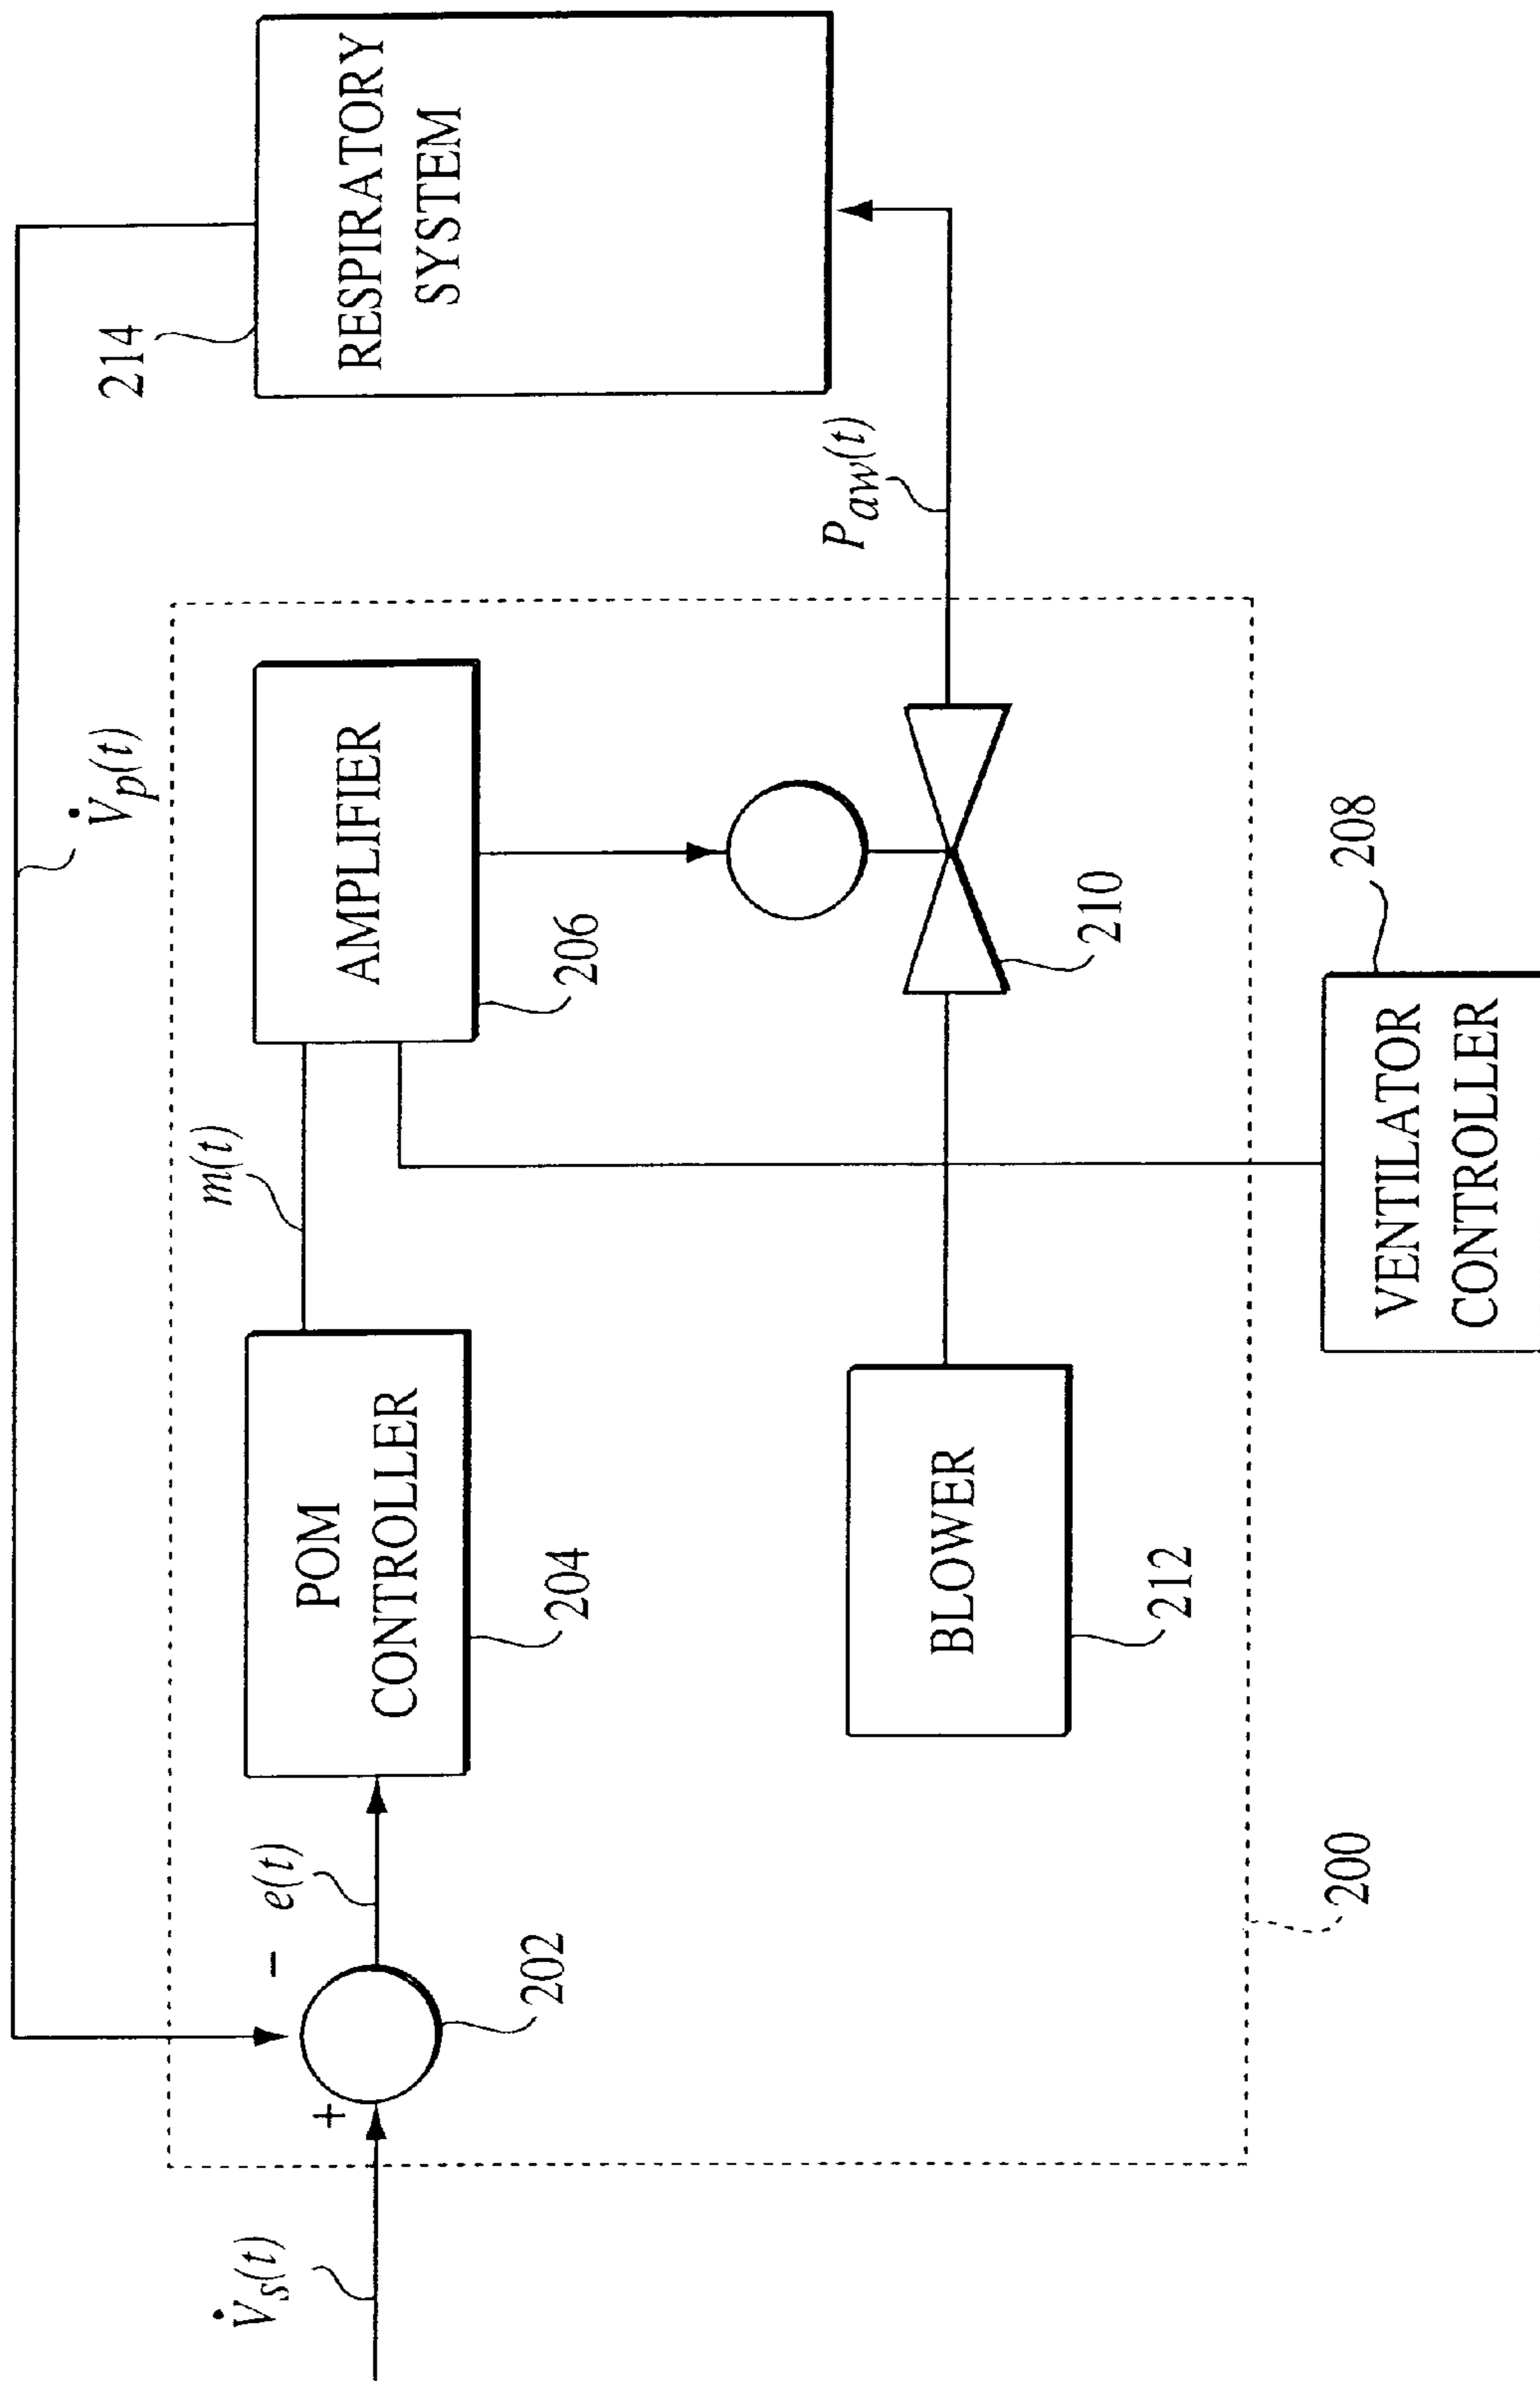 V̇p(t)
214
RESPIRATORY
SYSTEM
m(t)
AMPLIFIER
206
Paw(t)
V̇s(t)
+
−
e(t)
202
POM
CONTROLLER
204
BLOWER
212
210
200
VENTILATOR
CONTROLLER
208